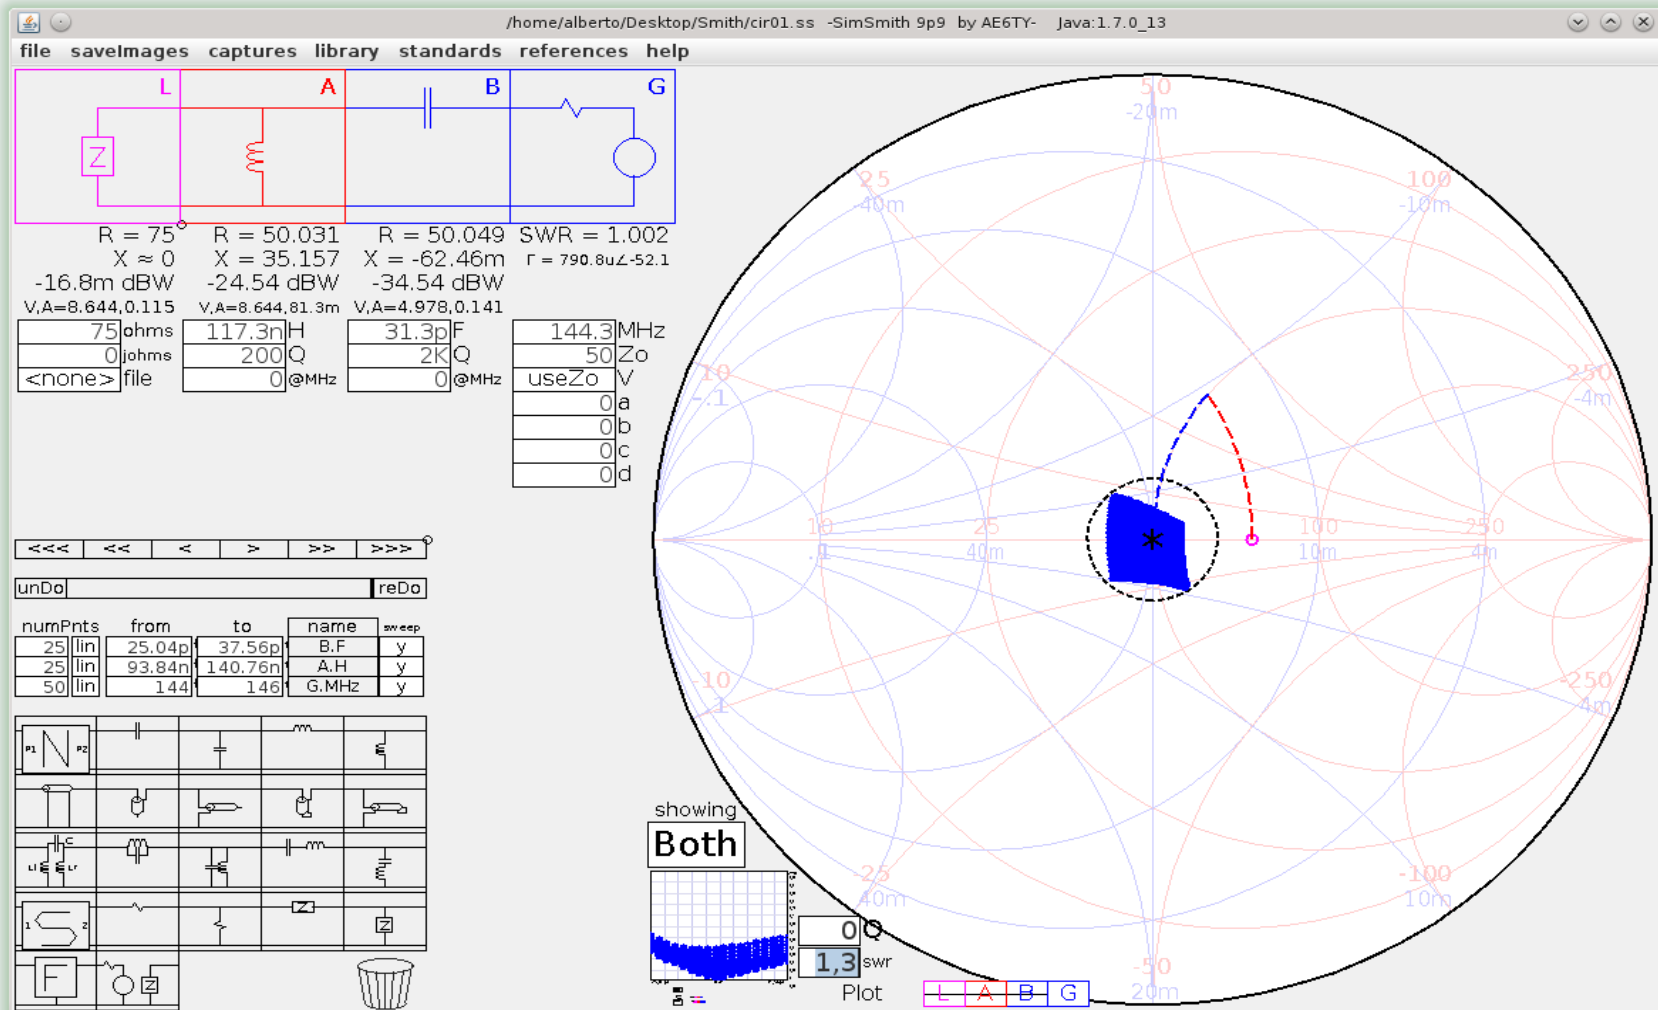 /home/alberto/Desktop/Smith/cir01.ss -SimSmith 9p9 by AE6TY- Java:1.7.0_13
file saveImages captures library standards references help
L A B G
Z
R = 75 R = 50.031 R = 50.049 SWR = 1.002
X ≈ 0 X = 35.157 X = -62.46m Γ = 790.8u∠-52.1
-16.8m dBW -24.54 dBW -34.54 dBW
V,A=8.644,0.115 V,A=8.644,81.3m V,A=4.978,0.141
75 ohms 117.3n H 31.3p F 144.3 MHz
0 johms 200 Q 2K Q 50 Zo
<none> file 0 @MHz 0 @MHz useZo V
0 a
0 b
0 c
0 d
<<< << < > >> >>>
unDo reDo
numPnts from to name sweep
25 lin 25.04p 37.56p B.F y
25 lin 93.84n 140.76n A.H y
50 lin 144 146 G.MHz y
P1 N P2
C
L1 Lr
1 S 2
Z
Z
F
Z
50
-20m
25
-40m
100
-10m
10
-.1
250
-4m
10 25 100 250
.1 40m 10m 4m
-10
.1
-250
4m
-25
40m
-100
10m
-50
20m
showing
Both
0 Q
1,3 swr
Plot
L A B G